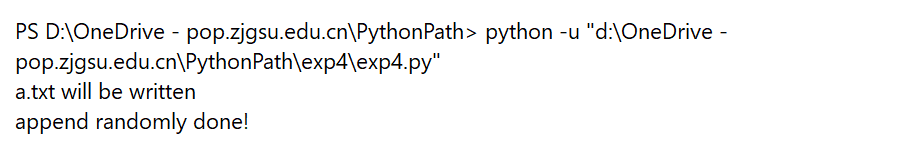 PS D:\OneDrive - pop.zjgsu.edu.cn\PythonPath> python -u "d:\OneDrive -
pop.zjgsu.edu.cn\PythonPath\exp4\exp4.py"
a.txt will be written
append randomly done!